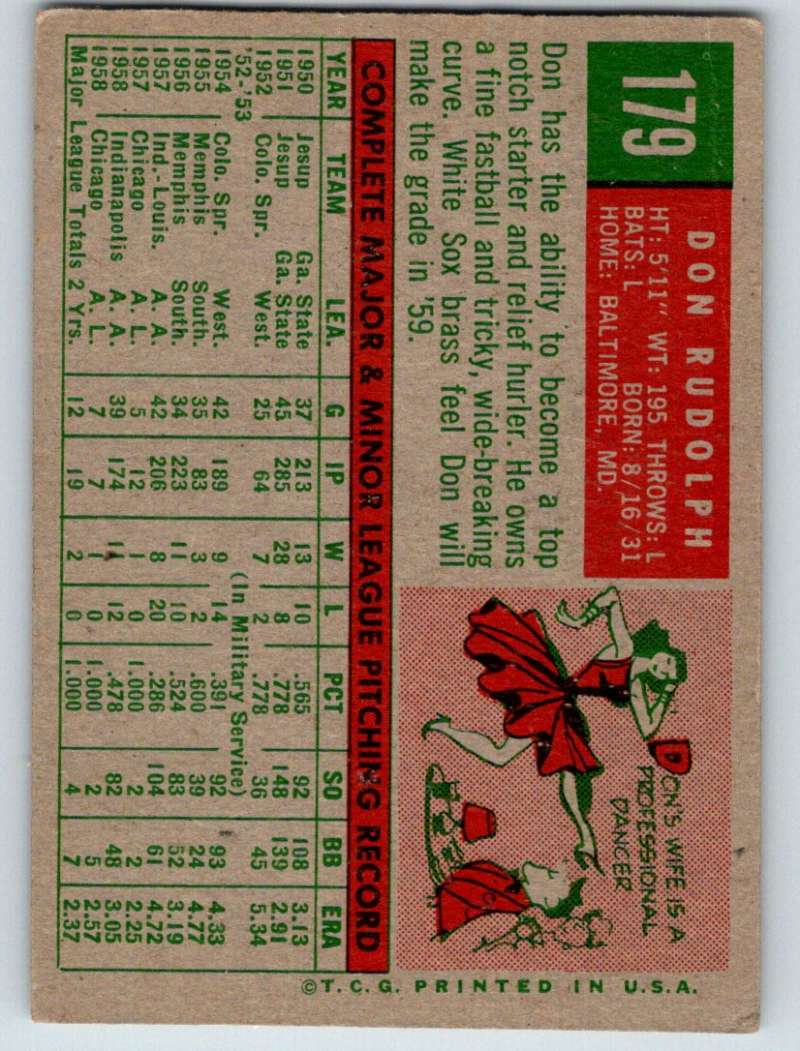 179
DON RUDOLPH
HT: 5'11" WT: 195 THROWS: L
BATS: L BORN: 8/16/31
HOME: BALTIMORE, MD.
Don has the ability to become a top
notch starter and relief hurler. He owns
a fine fastball and tricky, wide-breaking
curve. White Sox brass feel Don will
make the grade in '59.
DON'S WIFE IS A
PROFESSIONAL
DANCER
COMPLETE MAJOR & MINOR LEAGUE PITCHING RECORD
YEAR TEAM LEA. G IP W L PCT SO BB ERA
1950 Jesup Ga. State 37 213 13 10 .565 92 108 3.13
1951 Jesup Ga. State 45 285 28 8 .778 148 139 2.91
1952 Colo. Spr. West. 25 64 7 2 .778 36 45 5.34
'52-'53 (In Military Service)
1954 Colo. Spr. West. 42 189 9 14 .381 92 93 4.33
1955 Memphis South. 35 83 3 2 .600 39 24 4.77
1956 Memphis South. 34 223 11 10 .524 83 52 3.19
1957 Ind.-Louis. A. A. 42 206 8 20 .286 104 61 4.72
1957 Chicago A. L. 5 12 1 0 1.000 2 2 2.25
1958 Indianapolis A. A. 39 174 11 12 .478 82 48 3.05
1958 Chicago A. L. 7 7 1 0 1.000 2 5 2.57
Major League Totals 2 Yrs. 12 19 2 0 1.000 4 7 2.37
©T.C.G. PRINTED IN U.S.A.